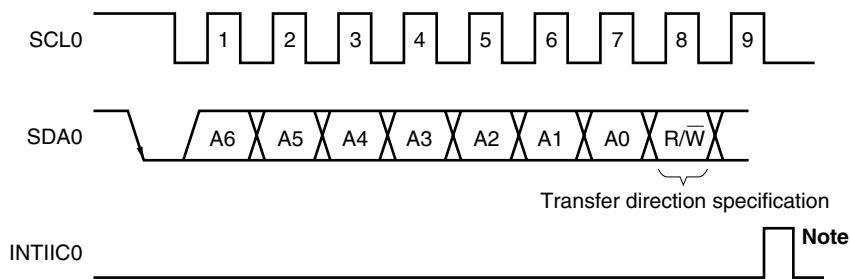 SCL0 1 2 3 4 5 6 7 8 9
SDA0 A6 A5 A4 A3 A2 A1 A0 R/W̅
Transfer direction specification
Note
INTIIC0